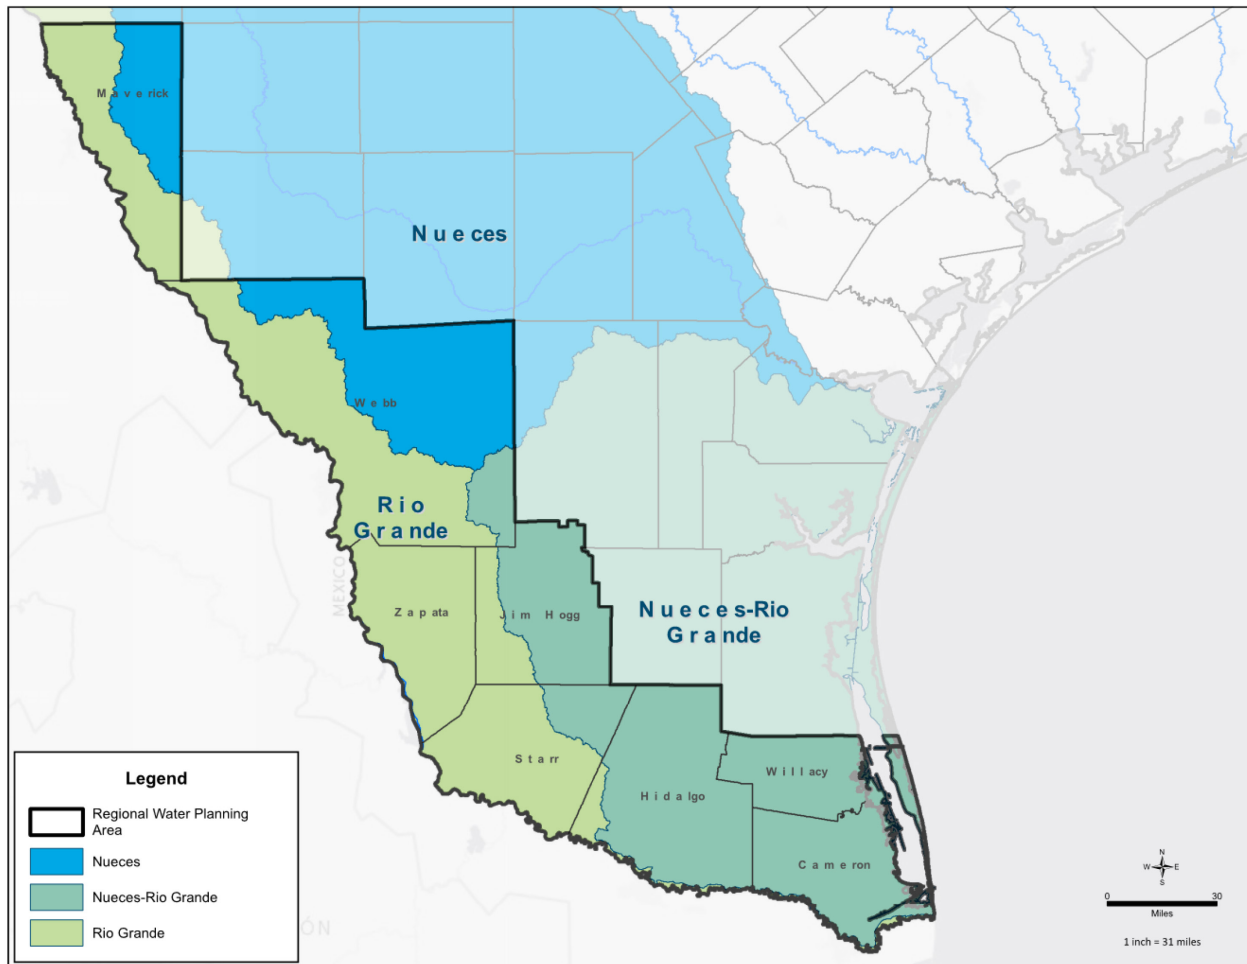 Maverick
Nueces
Webb
Rio
Grande
MEXICO
Zapata
Jim Hogg
Nueces-Rio
Grande
Starr
Hidalgo
Willacy
Cameron
Legend
Regional Water Planning
Area
Nueces
Nueces-Rio Grande
Rio Grande
N
W E
S
0 30
Miles
1 inch = 31 miles